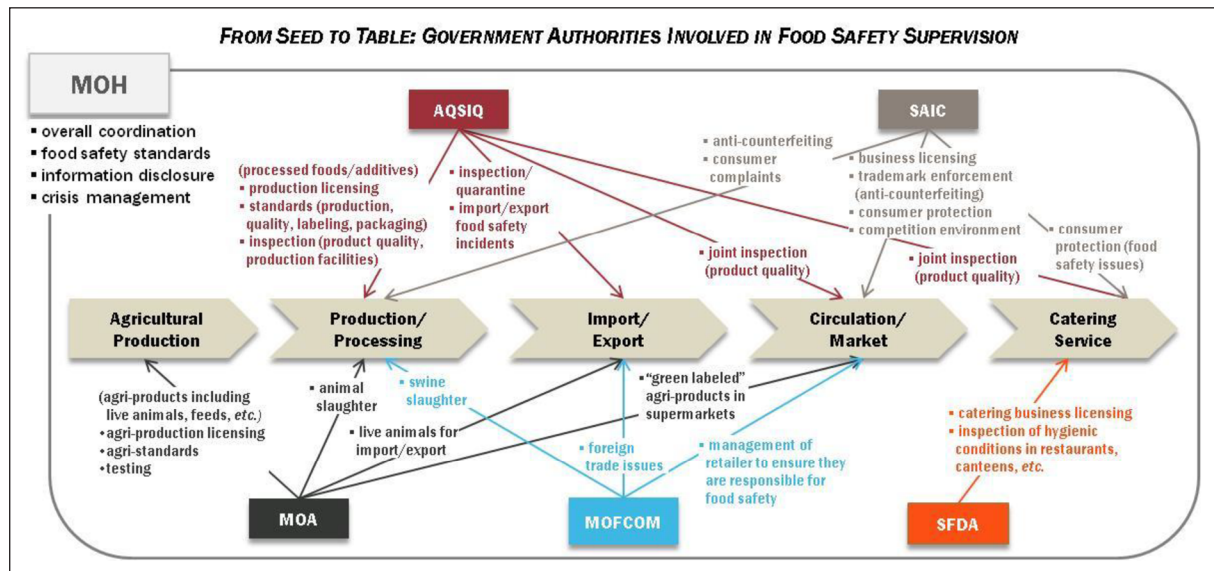 FROM SEED TO TABLE: GOVERNMENT AUTHORITIES INVOLVED IN FOOD SAFETY SUPERVISION
MOH
▪ overall coordination
▪ food safety standards
▪ information disclosure
▪ crisis management
AQSIQ
(processed foods/additives)
▪ production licensing
▪ standards (production,
quality, labeling, packaging)
▪ inspection (product quality,
production facilities)
▪ inspection/
quarantine
▪ import/export
food safety
incidents
▪ joint inspection
(product quality)
▪ joint inspection
(product quality)
SAIC
▪ anti-counterfeiting
▪ consumer
complaints
▪ business licensing
▪ trademark enforcement
(anti-counterfeiting)
▪ consumer protection
▪ competition environment
▪ consumer
protection (food
safety issues)
Agricultural
Production
Production/
Processing
Import/
Export
Circulation/
Market
Catering
Service
(agri-products including
live animals, feeds, etc.)
▪agri-production licensing
▪agri-standards
▪testing
▪ animal
slaughter
▪ live animals for
import/export
▪"green labeled"
agri-products in
supermarkets
MOA
▪ swine
slaughter
▪ foreign
trade issues
▪ management of
retailer to ensure they
are responsible for
food safety
MOFCOM
▪ catering business licensing
▪ inspection of hygienic
conditions in restaurants,
canteens, etc.
SFDA